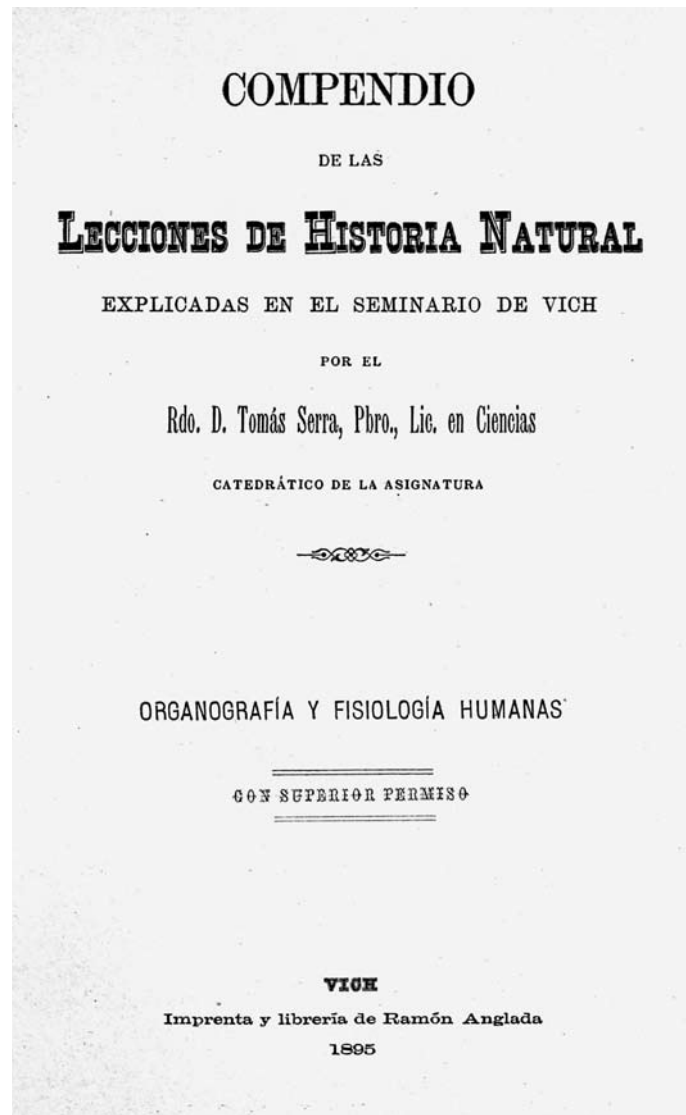 COMPENDIO
DE LAS
LECCIONES DE HISTORIA NATURAL
EXPLICADAS EN EL SEMINARIO DE VICH
POR EL
Rdo. D. Tomás Serra, Pbro., Lic. en Ciencias
CATEDRÁTICO DE LA ASIGNATURA
ORGANOGRAFÍA Y FISIOLOGÍA HUMANAS
CON SUPERIOR PERMISO
VICH
Imprenta y librería de Ramón Anglada
1895